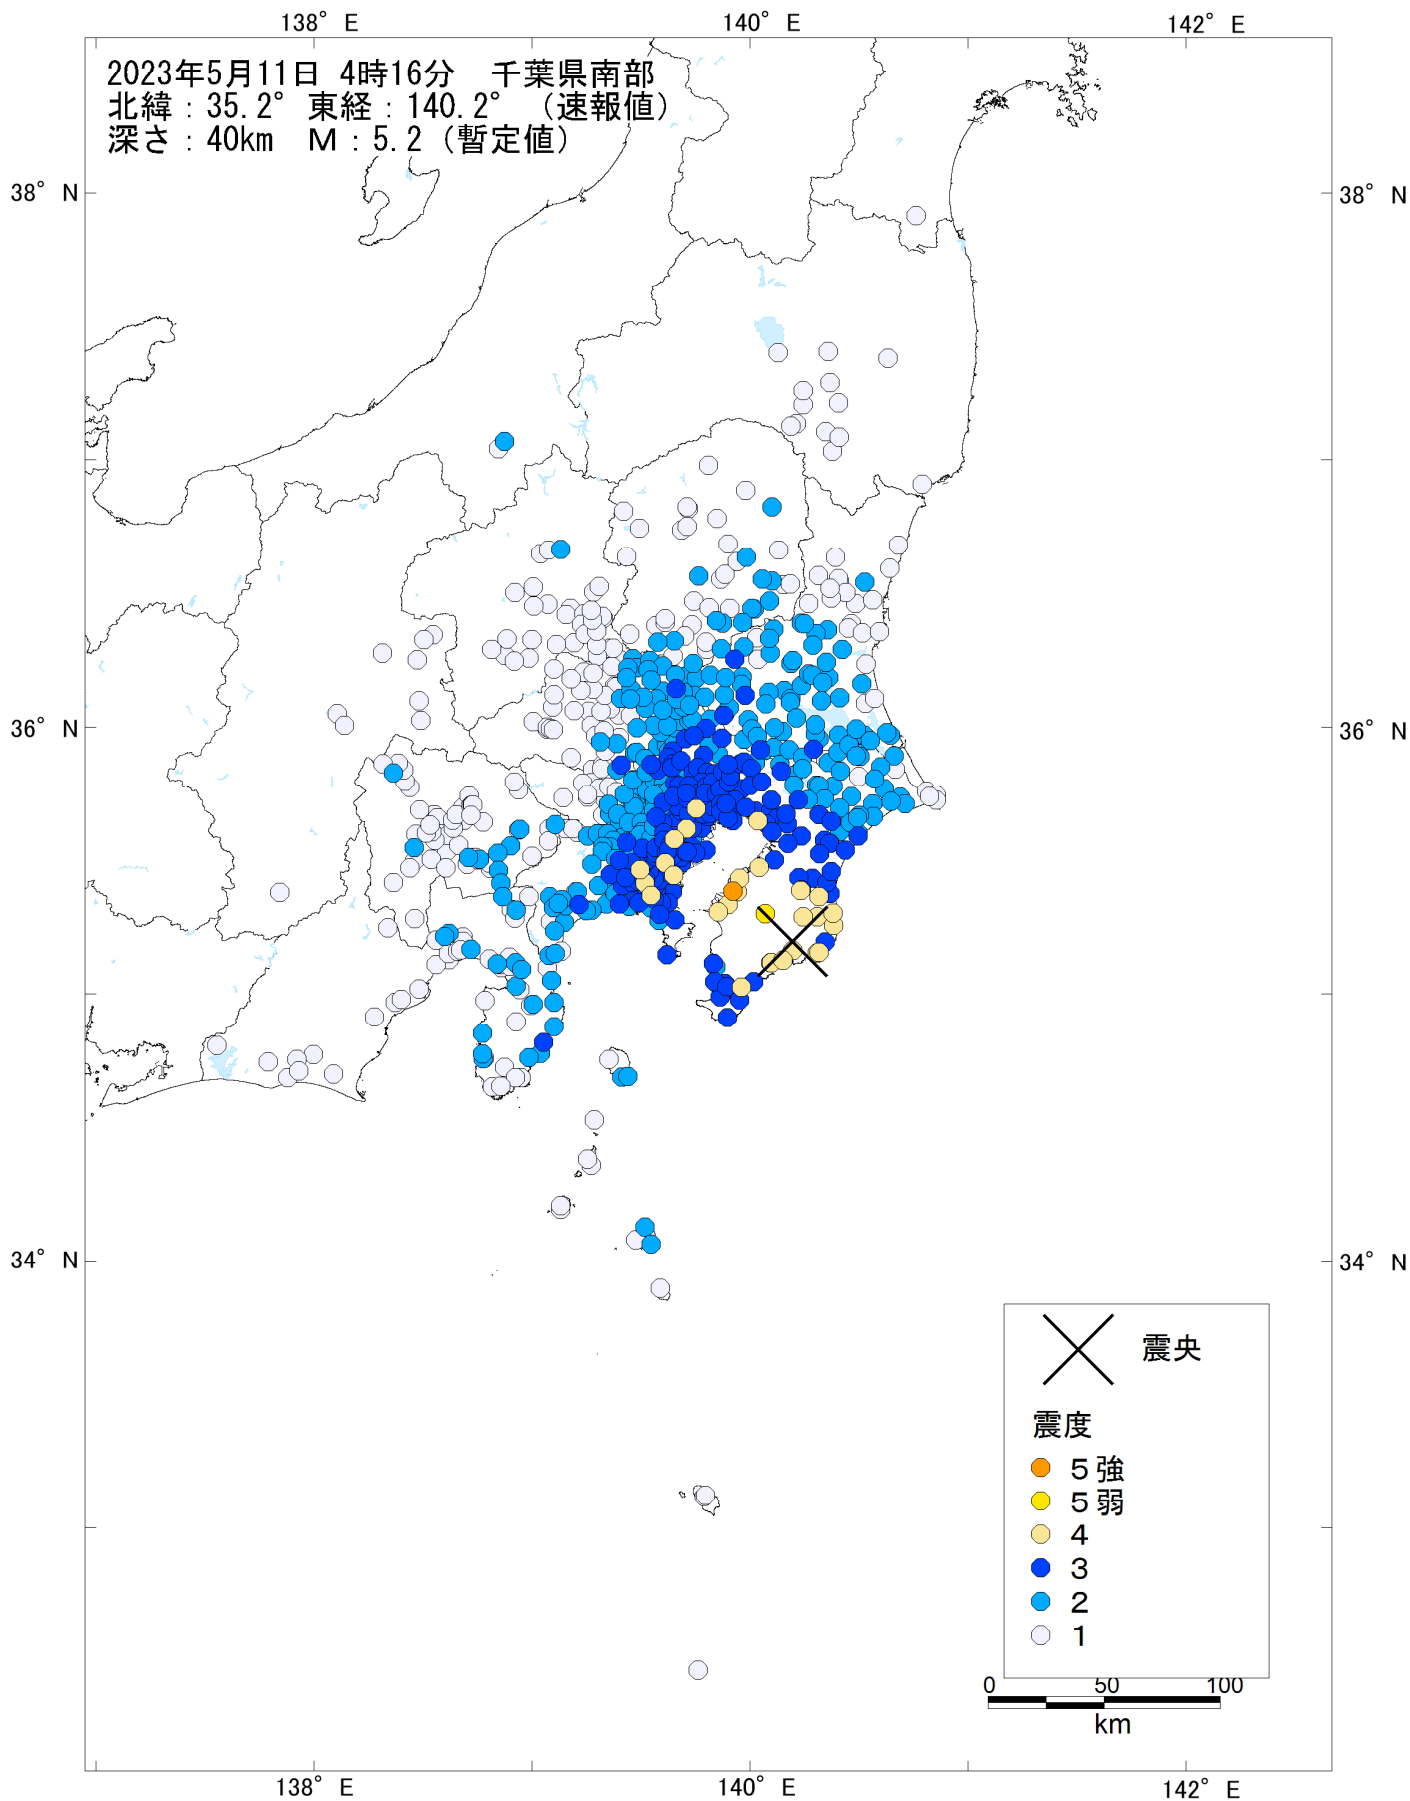 138° E 140° E 142° E
2023年5月11日 4時16分 千葉県南部
北緯：35.2° 東経：140.2° （速報値）
深さ：40km M：5.2（暫定値）
38° N 38° N
36° N 36° N
34° N 34° N
震央
震度
５強
５弱
４
３
２
１
0 50 100
km
138° E 140° E 142° E